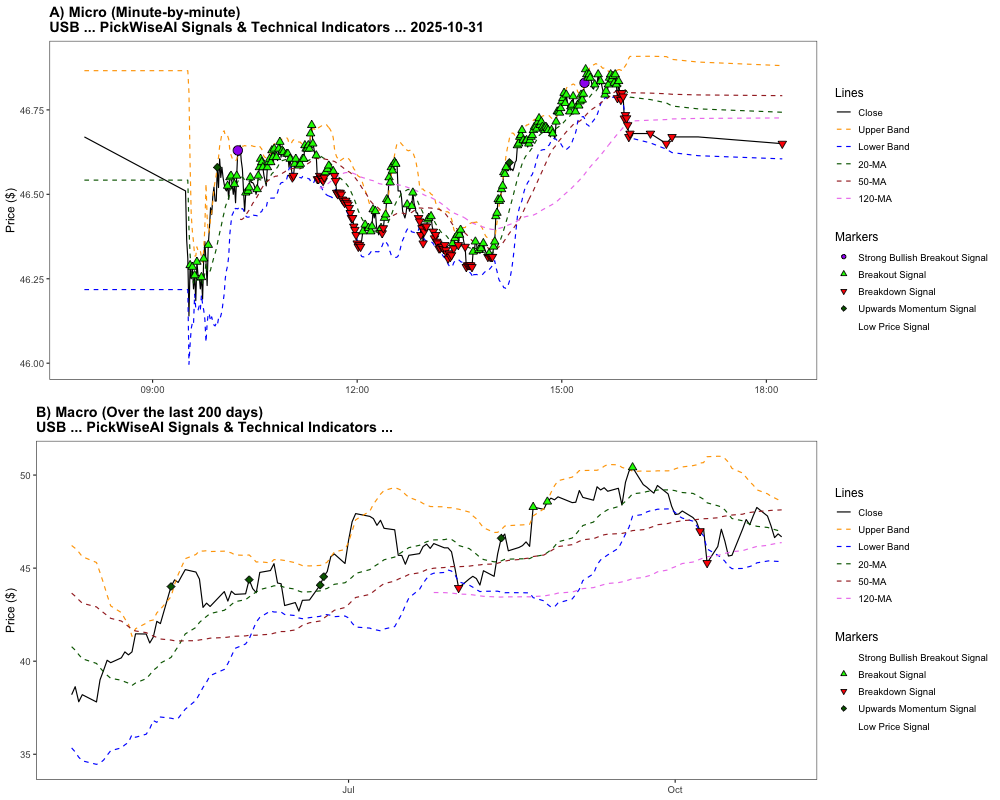 A) Micro (Minute-by-minute)
USB ... PickWiseAI Signals & Technical Indicators ... 2025-10-31
Price ($)
46.75
46.50
46.25
46.00
09:00
12:00
15:00
18:00
Lines
Close
Upper Band
Lower Band
20-MA
50-MA
120-MA
Markers
Strong Bullish Breakout Signal
Breakout Signal
Breakdown Signal
Upwards Momentum Signal
Low Price Signal
B) Macro (Over the last 200 days)
USB ... PickWiseAI Signals & Technical Indicators ...
Price ($)
50
45
40
35
Jul
Oct
Lines
Close
Upper Band
Lower Band
20-MA
50-MA
120-MA
Markers
Strong Bullish Breakout Signal
Breakout Signal
Breakdown Signal
Upwards Momentum Signal
Low Price Signal